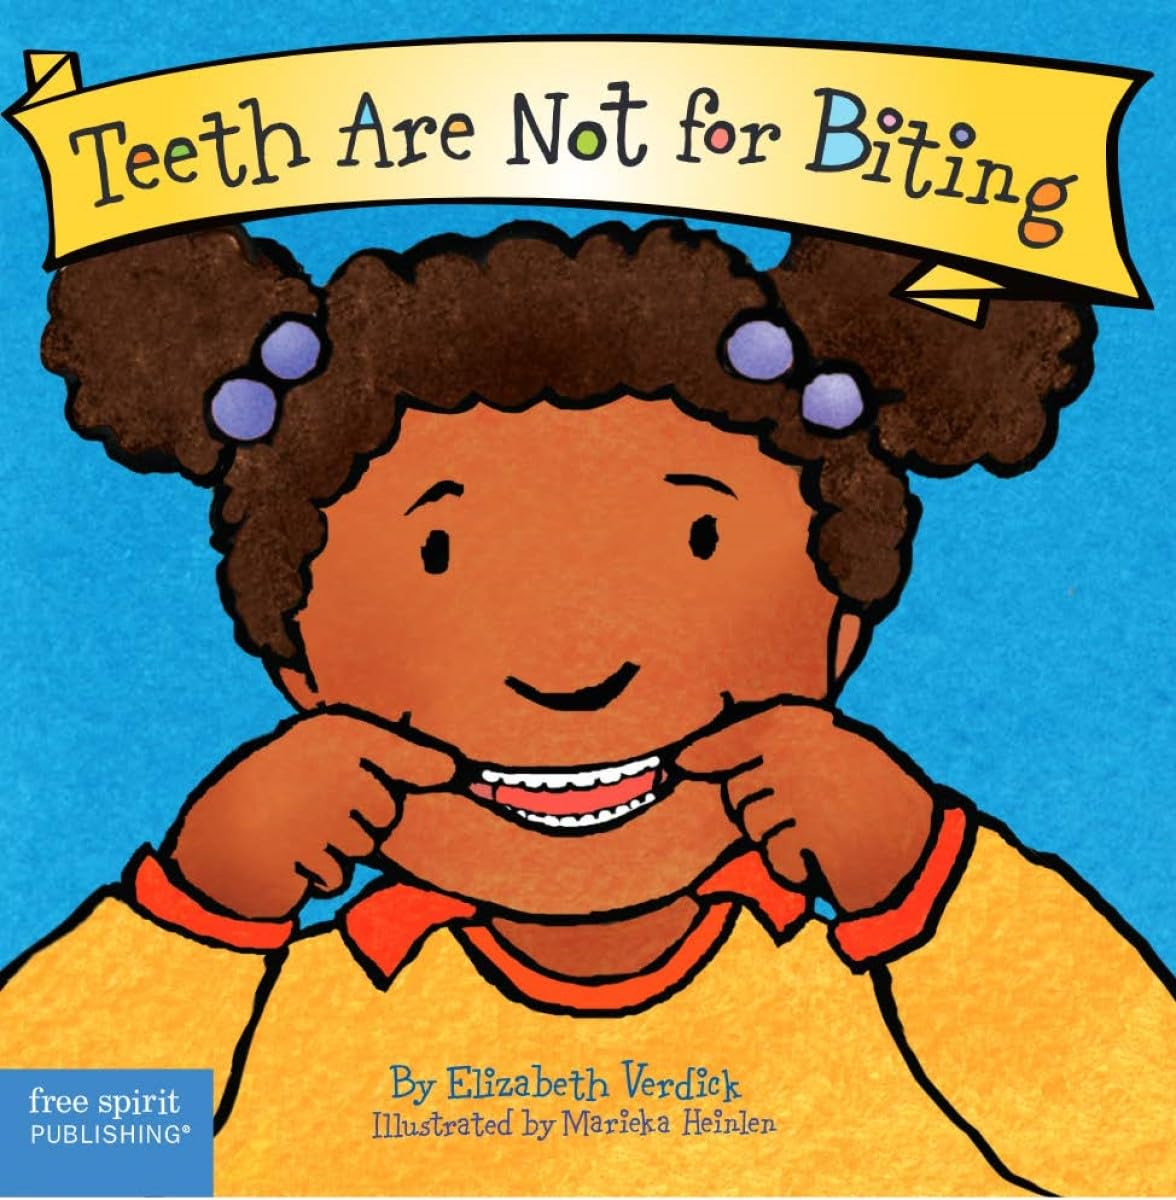 Teeth Are Not for Biting
By Elizabeth Verdick
Illustrated by Marieka Heinlen
free spirit
PUBLISHING®